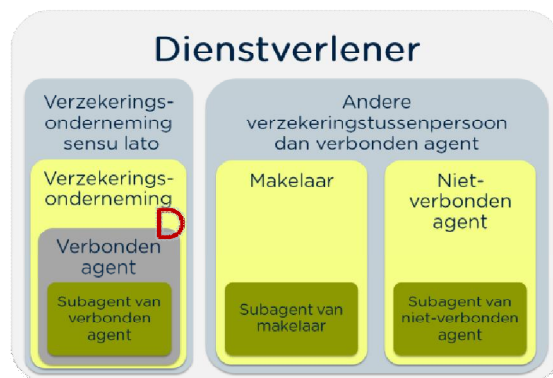 Dienstverlener
Verzekerings-
onderneming
sensu lato
Verzekerings-
onderneming
D
Verbonden
agent
Subagent van
verbonden
agent
Andere
verzekeringstussenpersoon
dan verbonden agent
Makelaar
Subagent van
makelaar
Niet-
verbonden
agent
Subagent van
niet-verbonden
agent